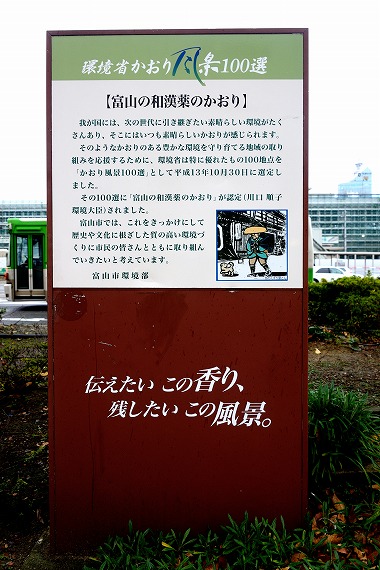 環境省かおり風景100選
【富山の和漢薬のかおり】
我が国には、次の世代に引き継ぎたい素晴らしい環境がたく
さんあり、そこにはいつも素晴らしいかおりが感じられます。
そのようなかおりのある豊かな環境を守り育てる地域の取り
組みを応援するために、環境省は特に優れたもの100地点を
「かおり風景100選」として平成13年10月30日に選定し
ました。
その100選に「富山の和漢薬のかおり」が認定(川口 順子
環境大臣)されました。
富山市では、これをきっかけにして
歴史や文化に根ざした質の高い環境づ
くりに市民の皆さんとともに取り組ん
でいきたいと考えています。
富山市環境部
伝えたい この香り、
残したい この風景。